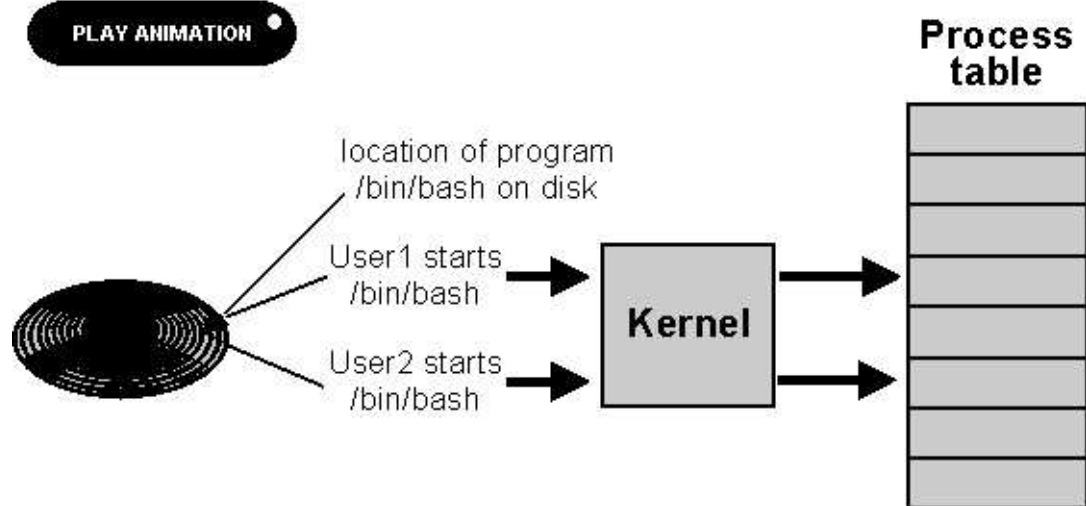 PLAY ANIMATION
Process
table
location of program
/bin/bash on disk
User1 starts
/bin/bash
Kernel
User2 starts
/bin/bash